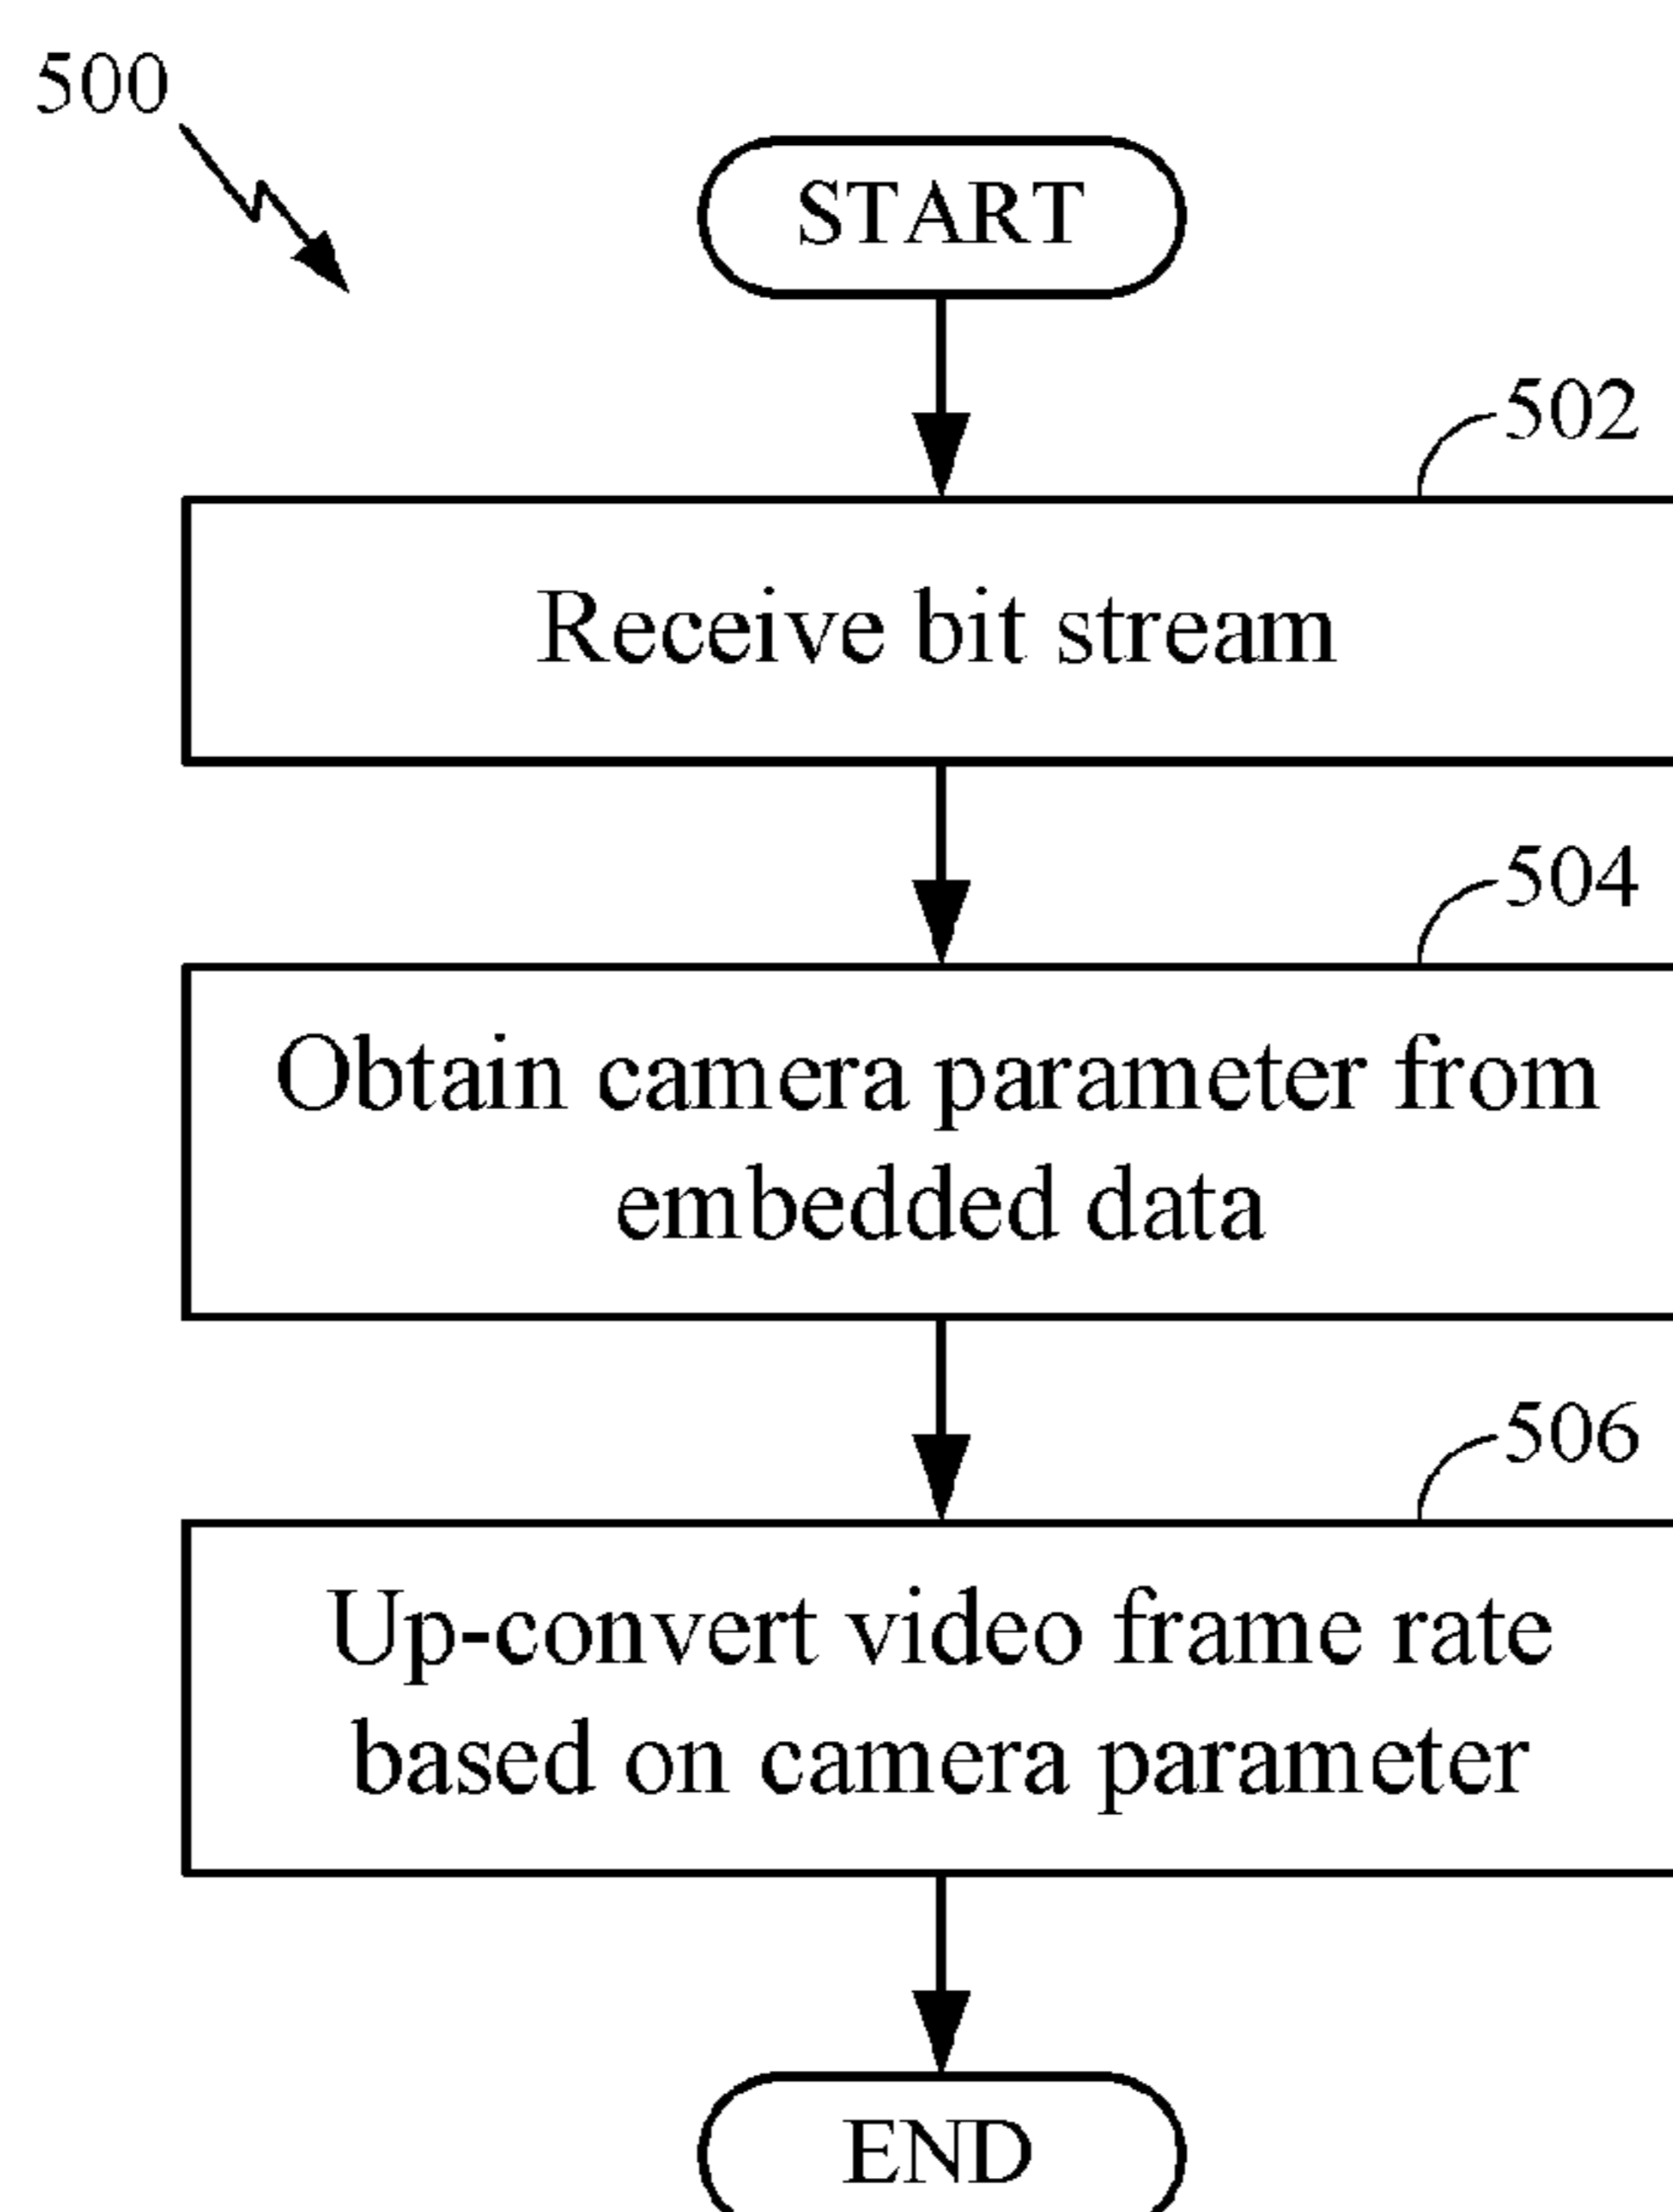 500
START
502
Receive bit stream
504
Obtain camera parameter from
embedded data
506
Up-convert video frame rate
based on camera parameter
END